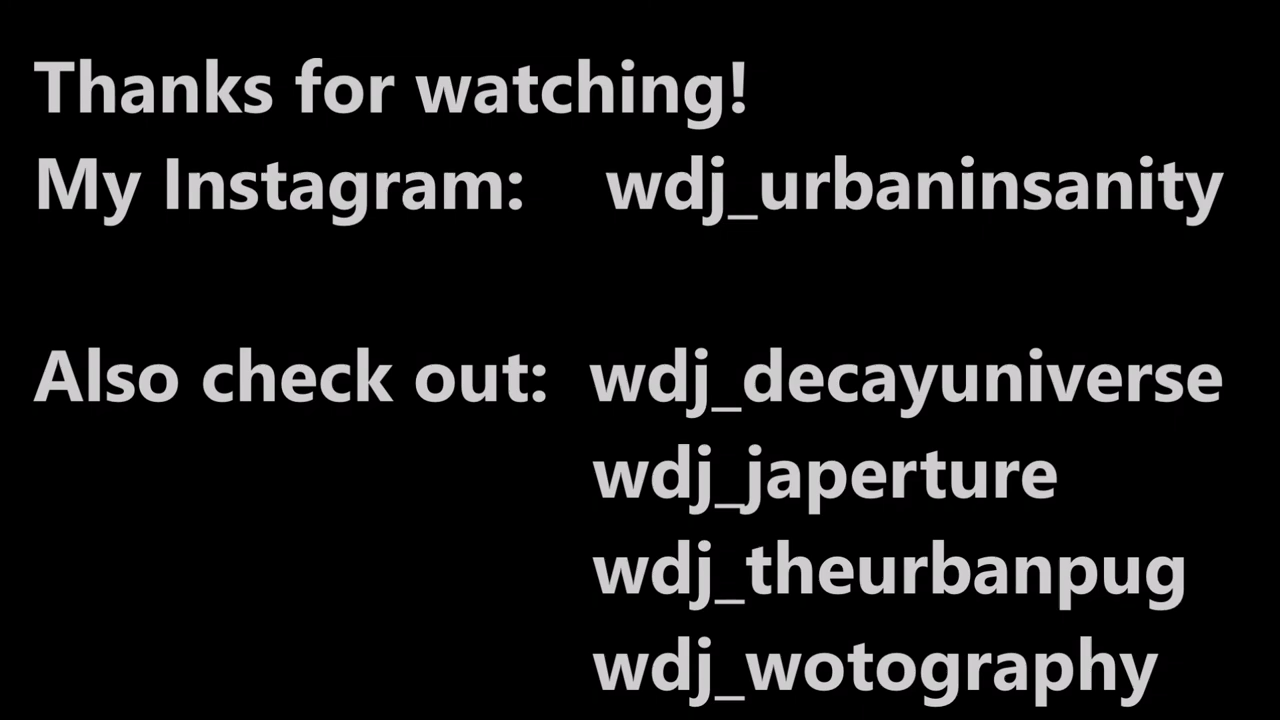 Thanks for watching!
My Instagram: wdj_urbaninsanity
Also check out: wdj_decayuniverse
wdj_japerture
wdj_theurbanpug
wdj_wotography